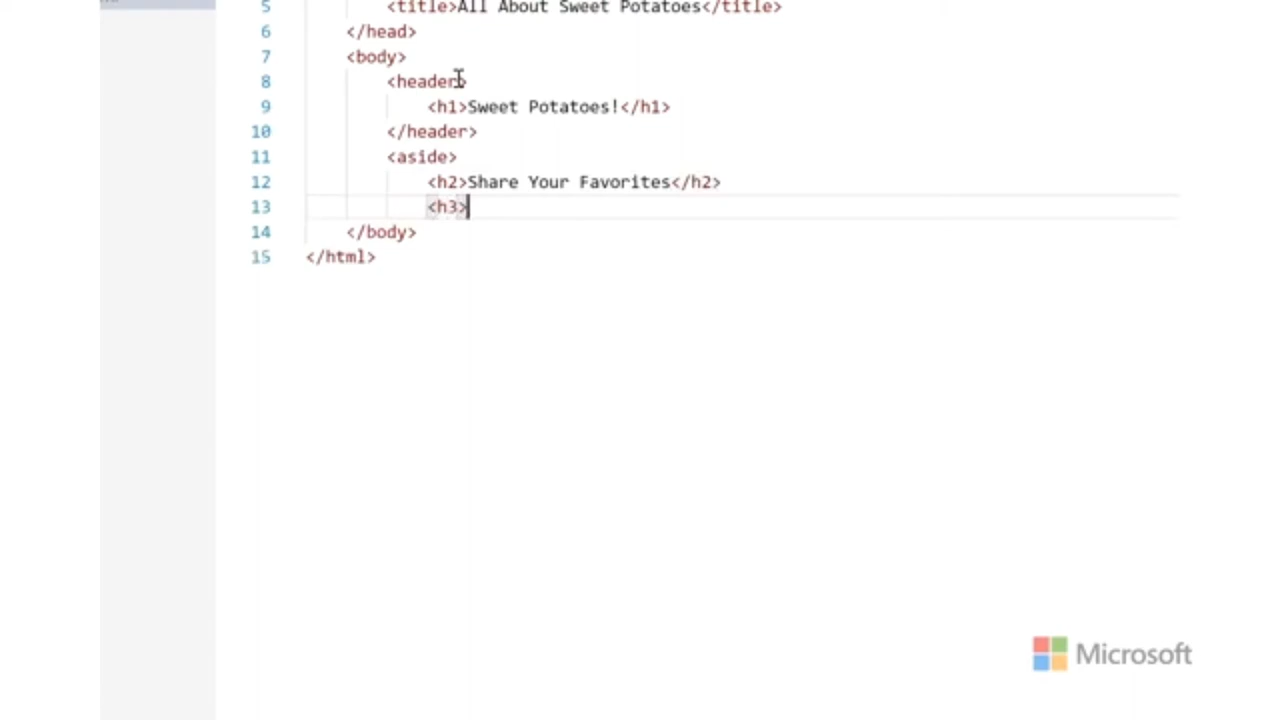 5 <title>All About Sweet Potatoes</title>
6 </head>
7 <body>
8 <header>
9 <h1>Sweet Potatoes!</h1>
10 </header>
11 <aside>
12 <h2>Share Your Favorites</h2>
13 <h3>
14 </body>
15 </html>
Microsoft